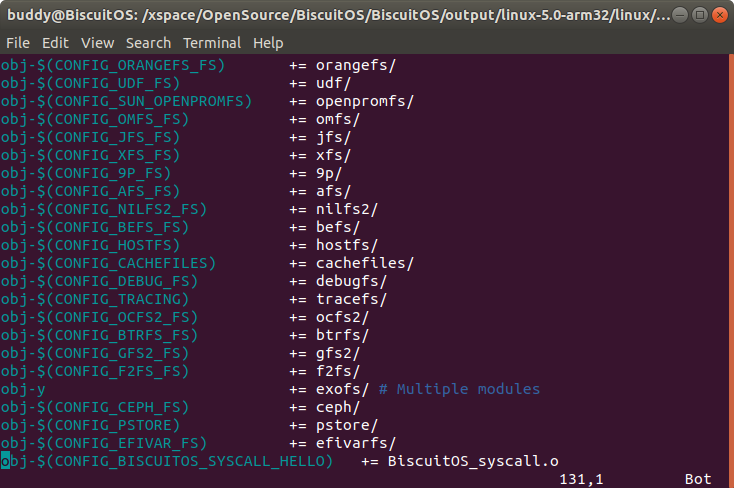 buddy@BiscuitOS: /xspace/OpenSource/BiscuitOS/BiscuitOS/output/linux-5.0-arm32/linux/...
File Edit View Search Terminal Help
obj-$(CONFIG_ORANGEFS_FS) += orangefs/
obj-$(CONFIG_UDF_FS) += udf/
obj-$(CONFIG_SUN_OPENPROMFS) += openpromfs/
obj-$(CONFIG_OMFS_FS) += omfs/
obj-$(CONFIG_JFS_FS) += jfs/
obj-$(CONFIG_XFS_FS) += xfs/
obj-$(CONFIG_9P_FS) += 9p/
obj-$(CONFIG_AFS_FS) += afs/
obj-$(CONFIG_NILFS2_FS) += nilfs2/
obj-$(CONFIG_BEFS_FS) += befs/
obj-$(CONFIG_HOSTFS) += hostfs/
obj-$(CONFIG_CACHEFILES) += cachefiles/
obj-$(CONFIG_DEBUG_FS) += debugfs/
obj-$(CONFIG_TRACING) += tracefs/
obj-$(CONFIG_OCFS2_FS) += ocfs2/
obj-$(CONFIG_BTRFS_FS) += btrfs/
obj-$(CONFIG_GFS2_FS) += gfs2/
obj-$(CONFIG_F2FS_FS) += f2fs/
obj-y += exofs/ # Multiple modules
obj-$(CONFIG_CEPH_FS) += ceph/
obj-$(CONFIG_PSTORE) += pstore/
obj-$(CONFIG_EFIVAR_FS) += efivarfs/
obj-$(CONFIG_BISCUITOS_SYSCALL_HELLO) += BiscuitOS_syscall.o
131,1 Bot